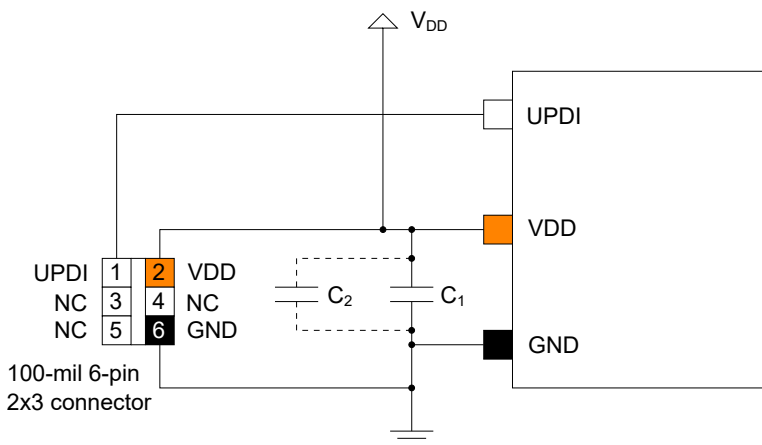 V_DD
UPDI
VDD
UPDI 1 2 VDD
NC 3 4 NC
NC 5 6 GND
C₂ C₁
GND
100-mil 6-pin
2x3 connector